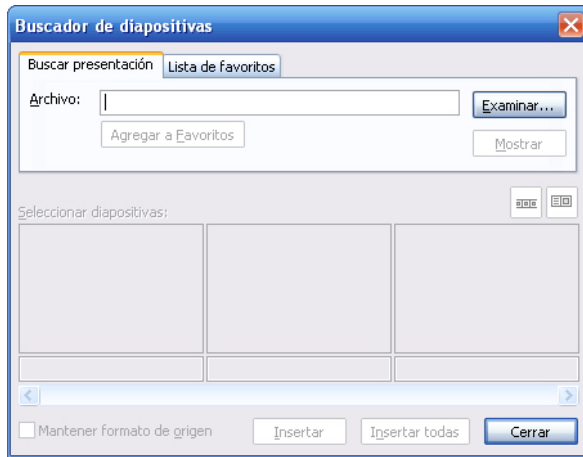 Buscador de diapositivas
Buscar presentación
Lista de favoritos
Archivo:
Examinar...
Agregar a Favoritos
Mostrar
Seleccionar diapositivas:
Mantener formato de origen
Insertar
Insertar todas
Cerrar